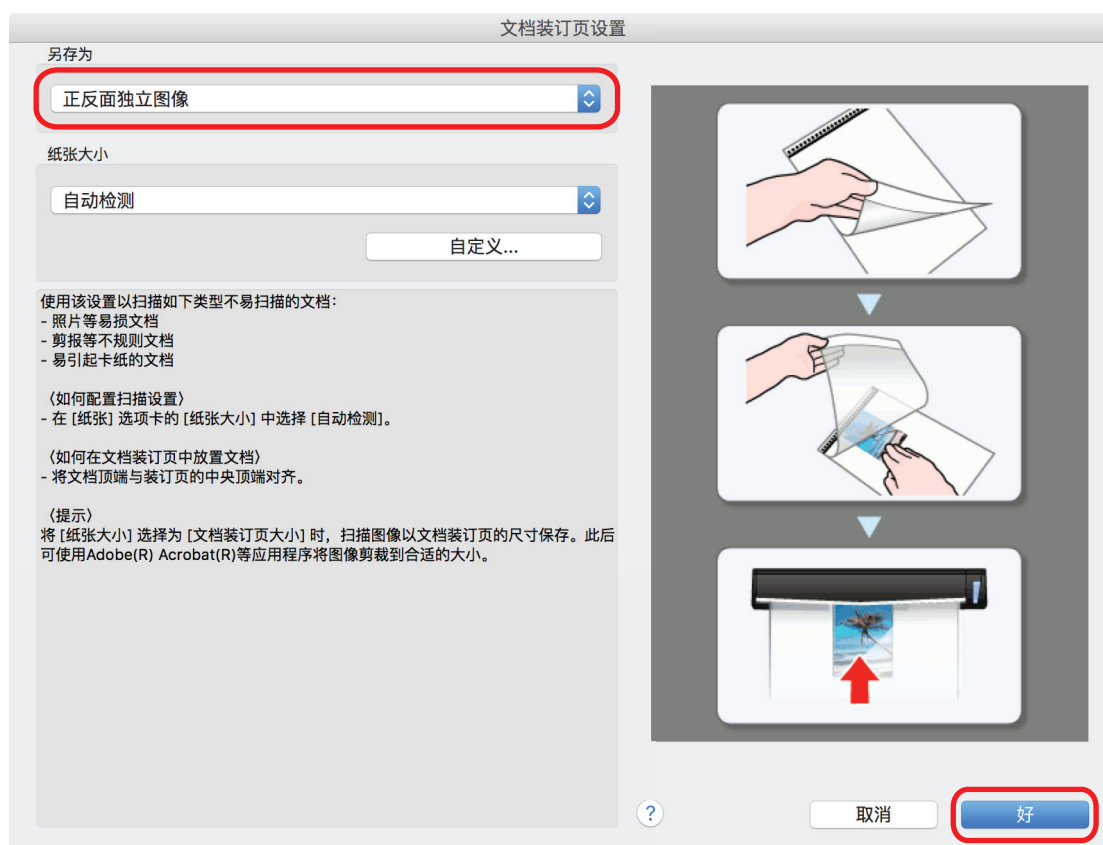 文档装订页设置
另存为
正反面独立图像
纸张大小
自动检测
自定义...
使用该设置以扫描如下类型不易扫描的文档：
- 照片等易损文档
- 剪报等不规则文档
- 易引起卡纸的文档
〈如何配置扫描设置〉
- 在 [纸张] 选项卡的 [纸张大小] 中选择 [自动检测]。
〈如何在文档装订页中放置文档〉
- 将文档顶端与装订页的中央顶端对齐。
〈提示〉
将 [纸张大小] 选择为 [文档装订页大小] 时，扫描图像以文档装订页的尺寸保存。此后
可使用Adobe(R) Acrobat(R)等应用程序将图像剪裁到合适的大小。
?
取消
好